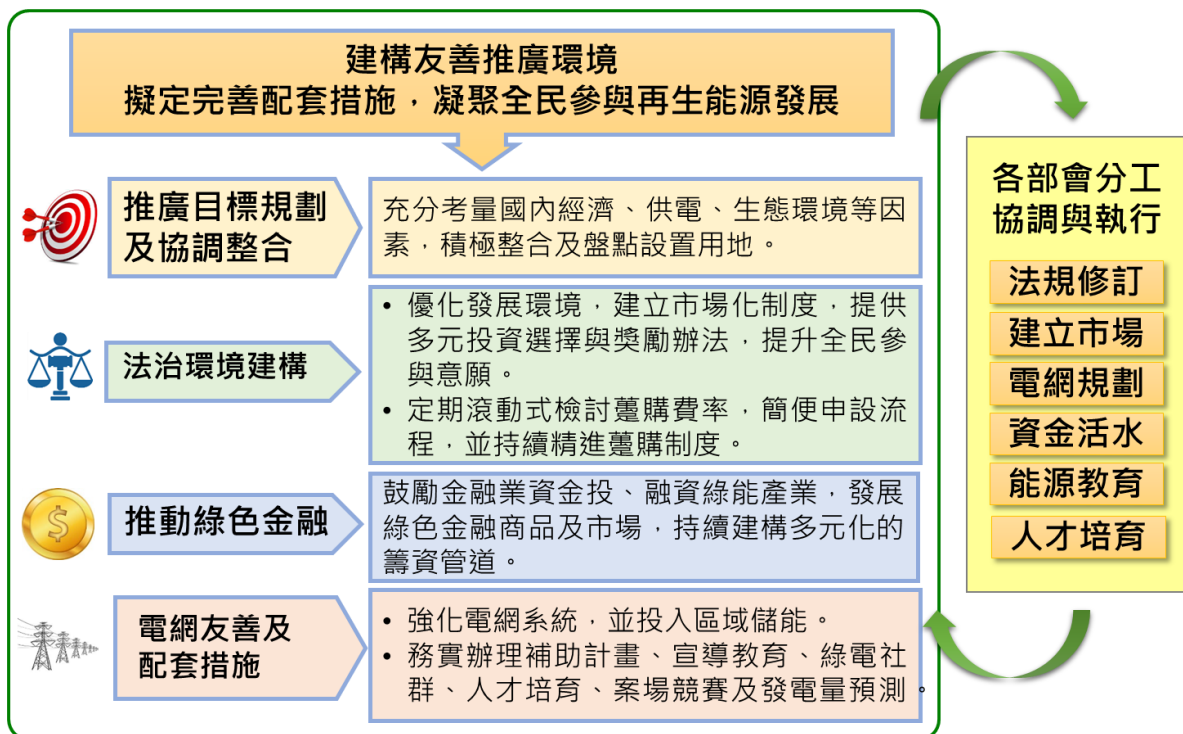 建構友善推廣環境
擬定完善配套措施，凝聚全民參與再生能源發展
推廣目標規劃
及協調整合
充分考量國內經濟、供電、生態環境等因
素，積極整合及盤點設置用地。
法治環境建構
• 優化發展環境，建立市場化制度，提供
多元投資選擇與獎勵辦法，提升全民參
與意願。
• 定期滾動式檢討躉購費率，簡便申設流
程，並持續精進躉購制度。
推動綠色金融
鼓勵金融業資金投、融資綠能產業，發展
綠色金融商品及市場，持續建構多元化的
籌資管道。
電網友善及
配套措施
• 強化電網系統，並投入區域儲能。
• 務實辦理補助計畫、宣導教育、綠電社
群、人才培育、案場競賽及發電量預測。
各部會分工
協調與執行
法規修訂
建立市場
電網規劃
資金活水
能源教育
人才培育